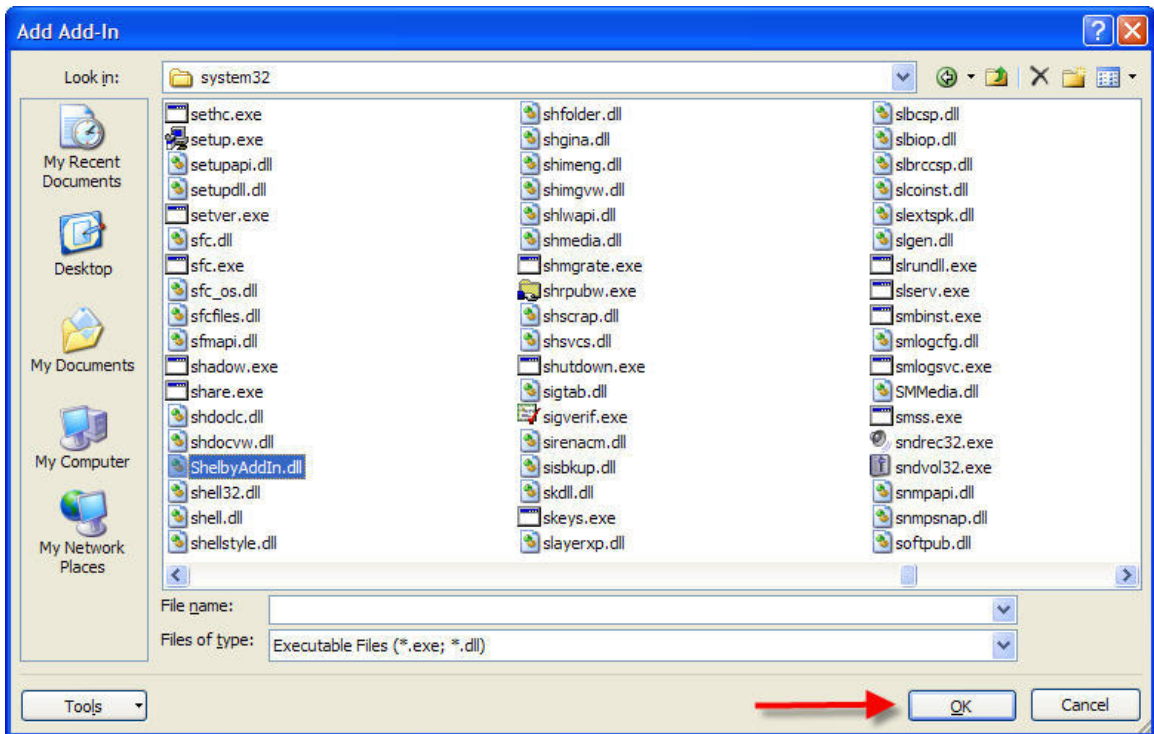 Add Add-In
Look in:
system32
My Recent
Documents
Desktop
My Documents
My Computer
My Network
Places
sethc.exe
setup.exe
setupapi.dll
setupdll.dll
setver.exe
sfc.dll
sfc.exe
sfc_os.dll
sfcfiles.dll
sfmapi.dll
shadow.exe
share.exe
shdoclc.dll
shdocvw.dll
ShelbyAddIn.dll
shell32.dll
shell.dll
shellstyle.dll
shfolder.dll
shgina.dll
shimeng.dll
shimgvw.dll
shlwapi.dll
shmedia.dll
shmgrate.exe
shrpubw.exe
shscrap.dll
shsvcs.dll
shutdown.exe
sigtab.dll
sigverif.exe
sirenacm.dll
sisbkup.dll
skdll.dll
skeys.exe
slayerxp.dll
slbcsp.dll
slbiop.dll
slbrccsp.dll
slcoinst.dll
slextspk.dll
slgen.dll
slrundll.exe
slserv.exe
smbinst.exe
smlogcfg.dll
smlogsvc.exe
SMMedia.dll
smss.exe
sndrec32.exe
sndvol32.exe
snmpapi.dll
snmpsnap.dll
softpub.dll
File name:
Files of type:
Executable Files (*.exe; *.dll)
Tools
OK
Cancel